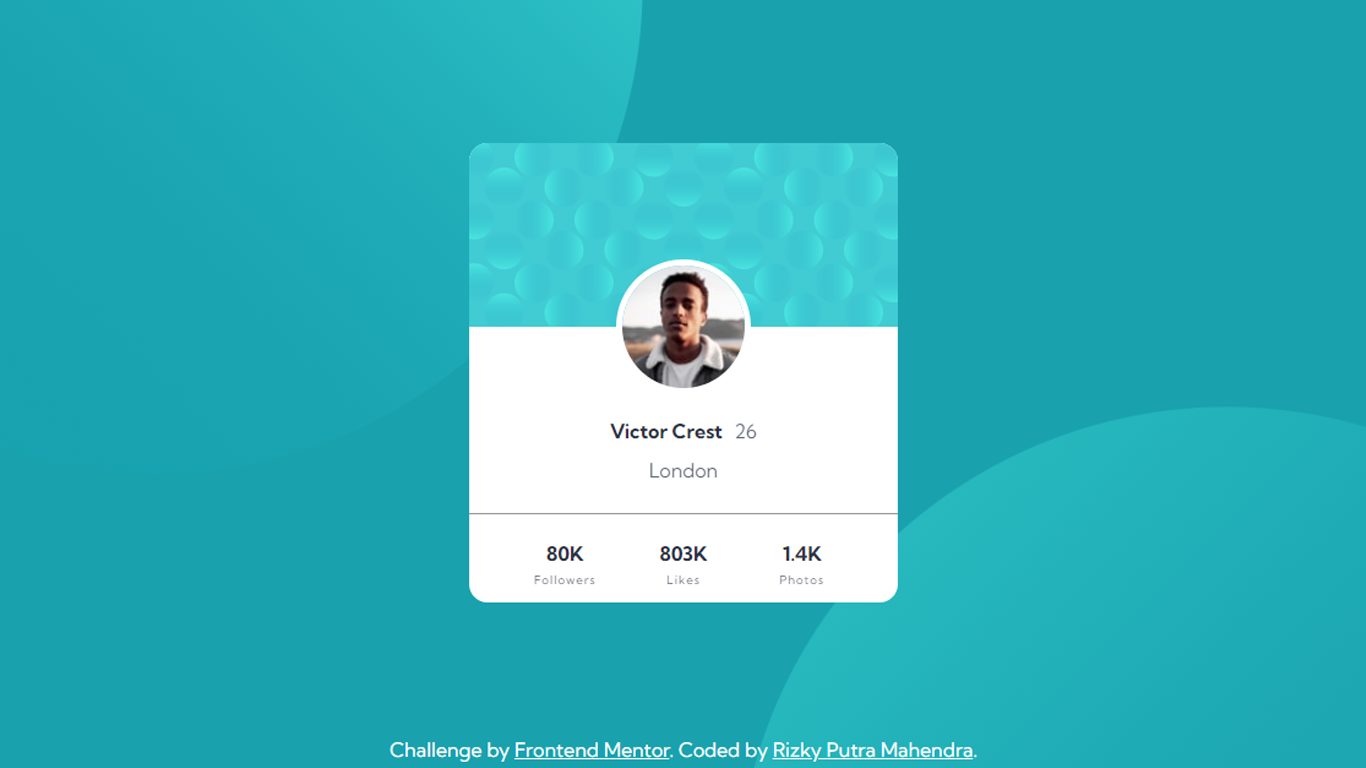 Victor Crest 26
London
80K 803K 1.4K
Followers Likes Photos
Challenge by Frontend Mentor. Coded by Rizky Putra Mahendra.